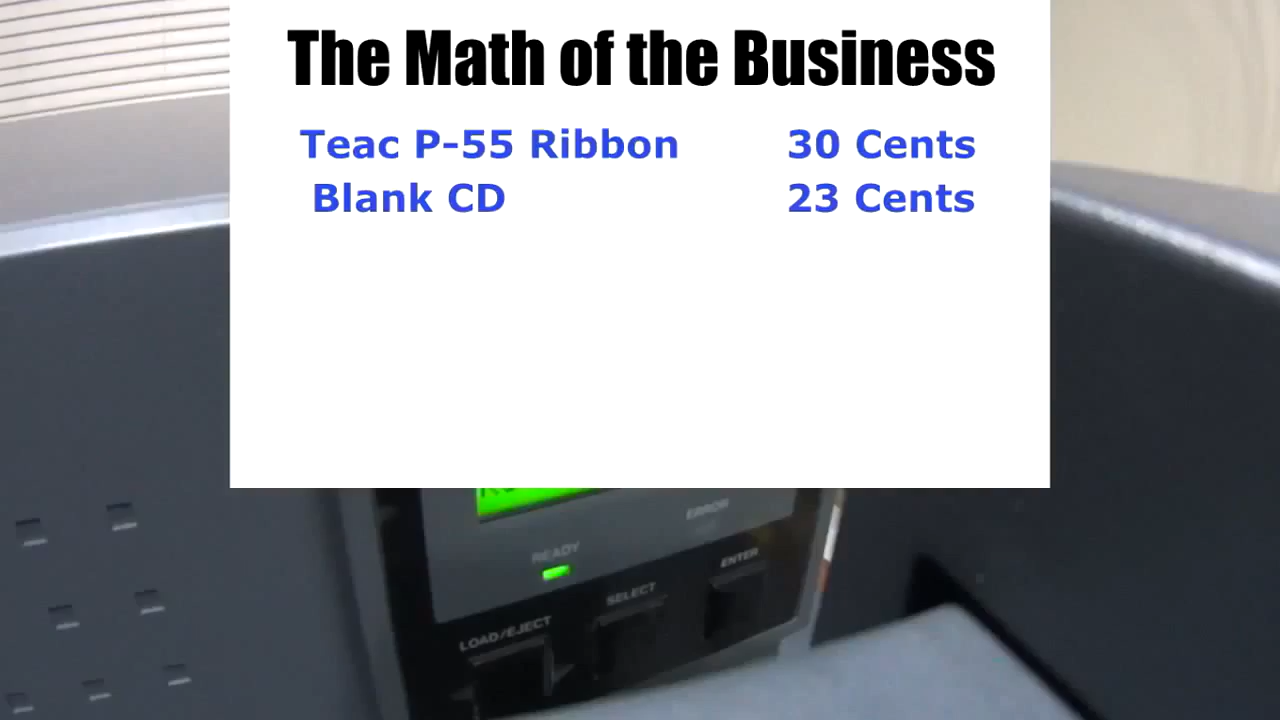 The Math of the Business
Teac P-55 Ribbon 30 Cents
Blank CD 23 Cents
ERROR
READY
ENTER
SELECT
LOAD/EJECT